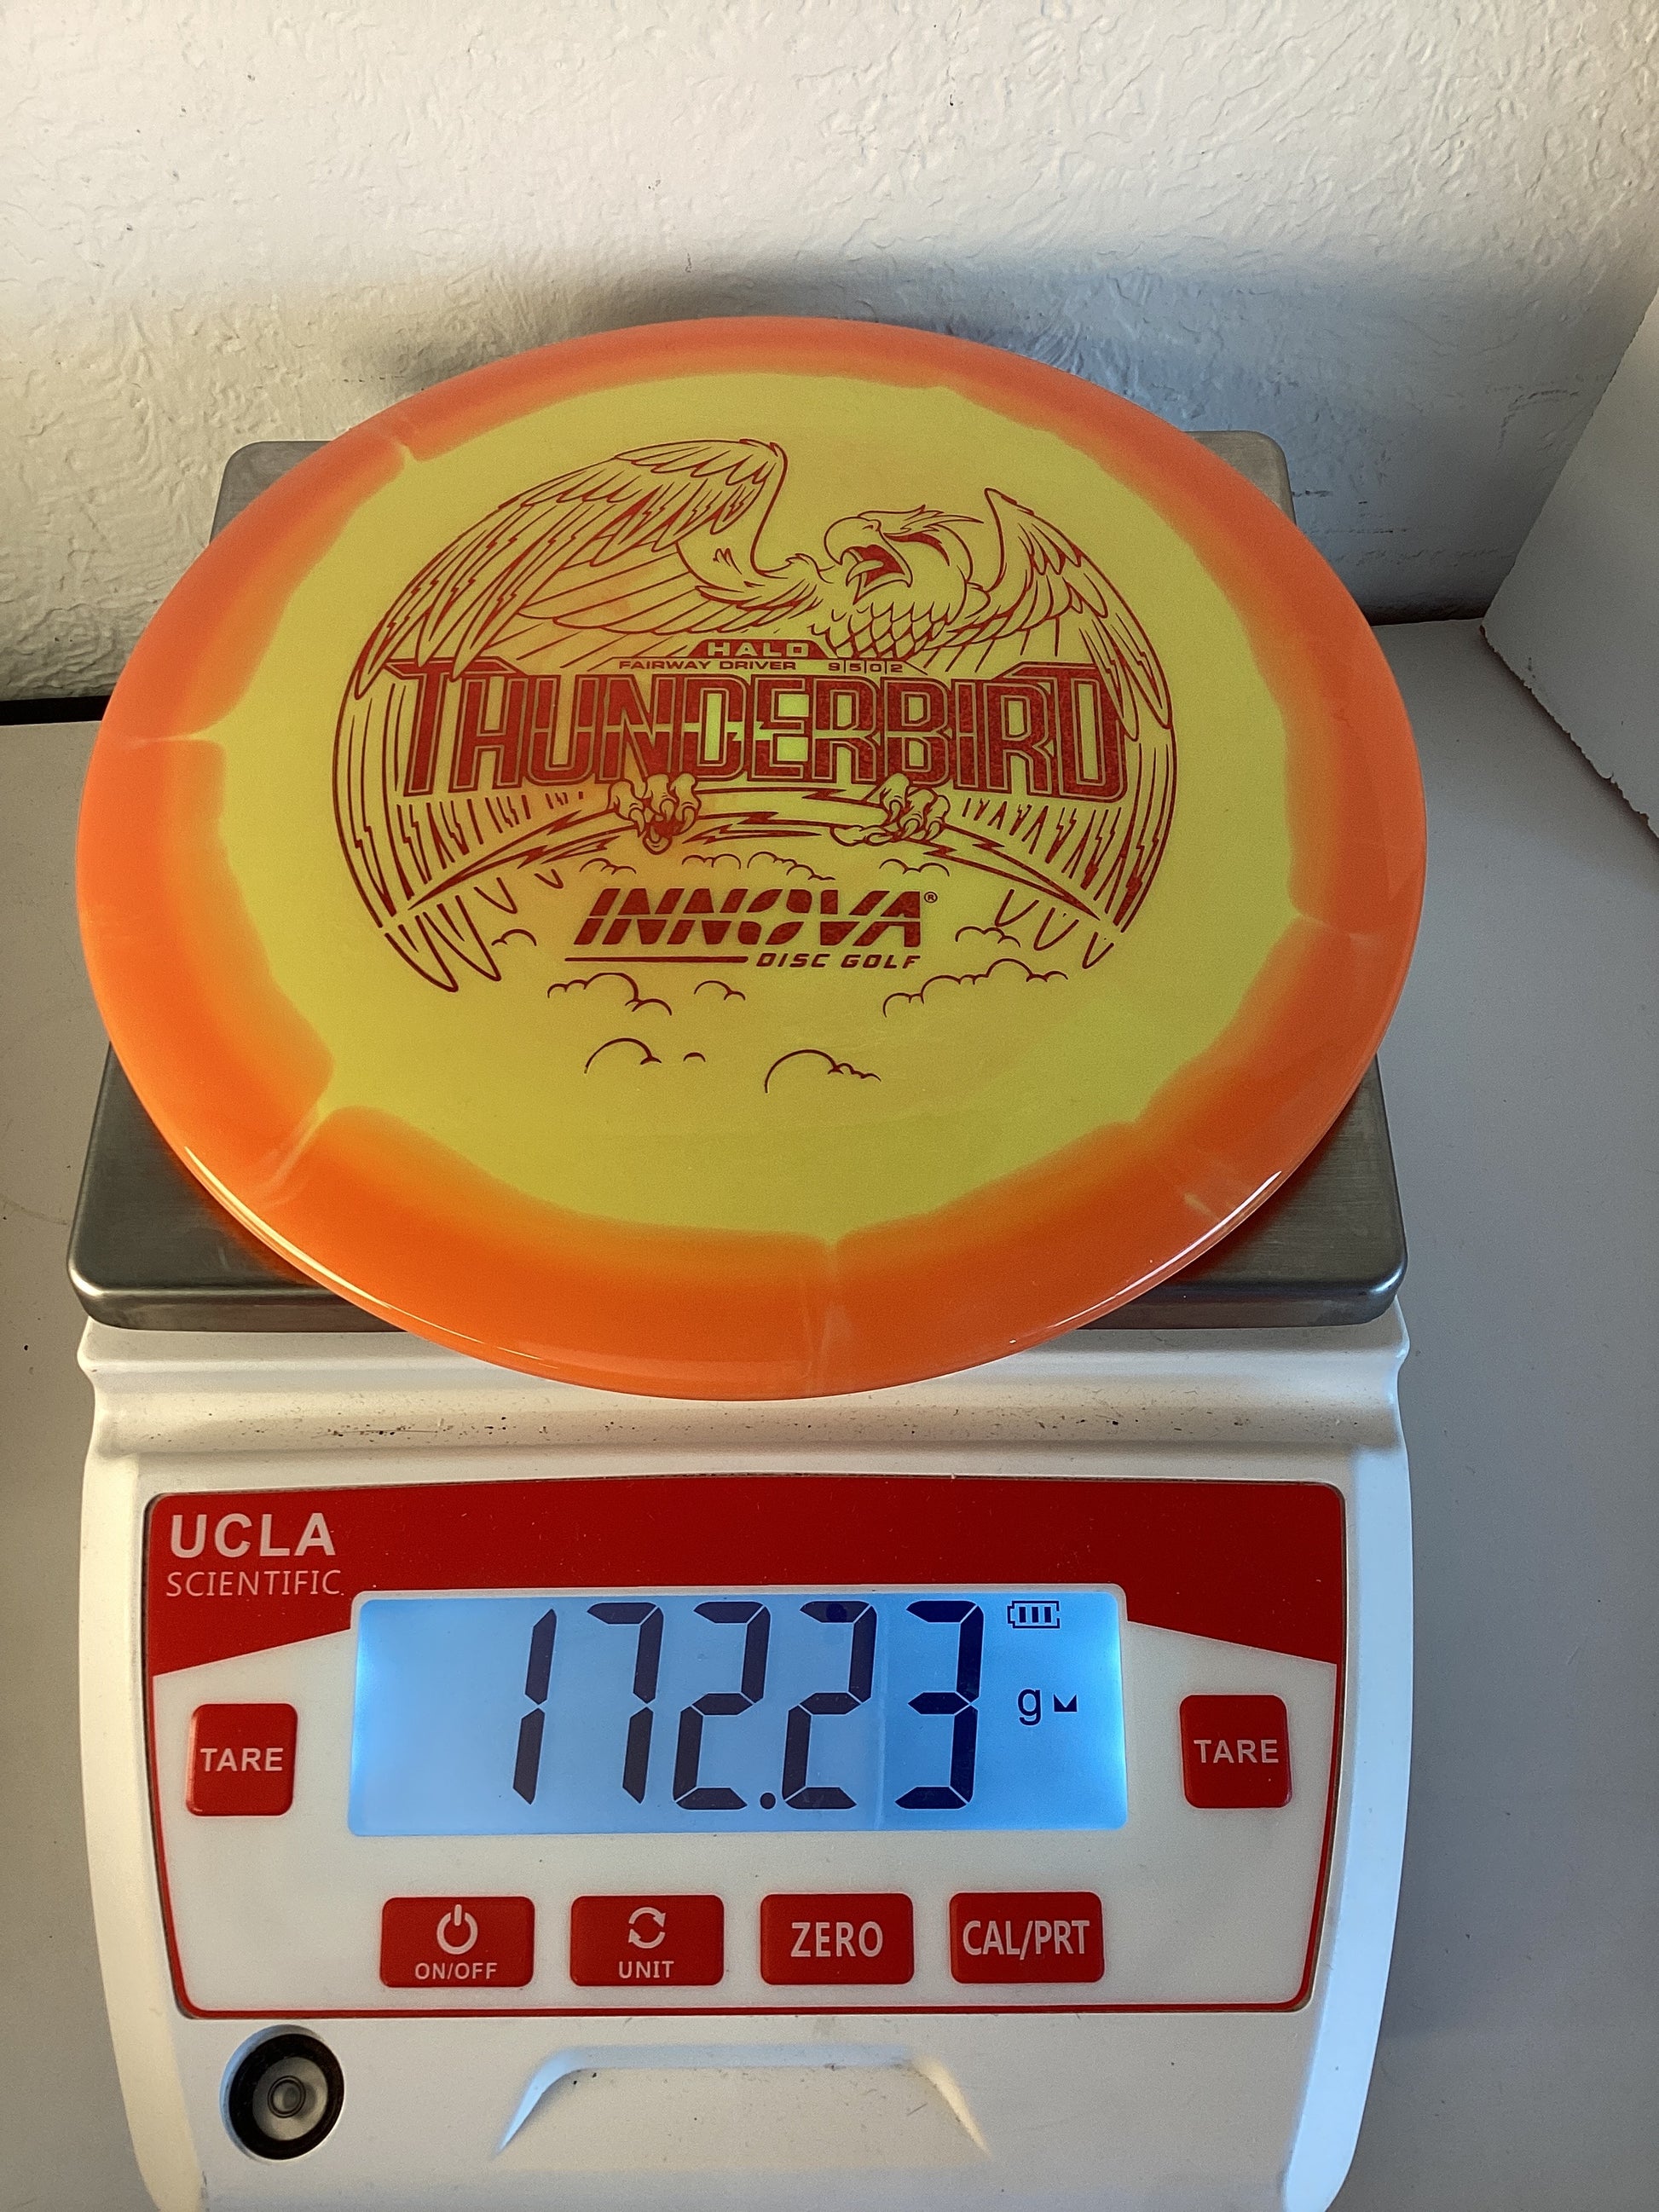 HALO
FAIRWAY DRIVER 9|5|0|2
THUNDERBIRD
INNOVA®
DISC GOLF
UCLA
SCIENTIFIC
172.23 g
TARE
TARE
ON/OFF
UNIT
ZERO
CAL/PRT